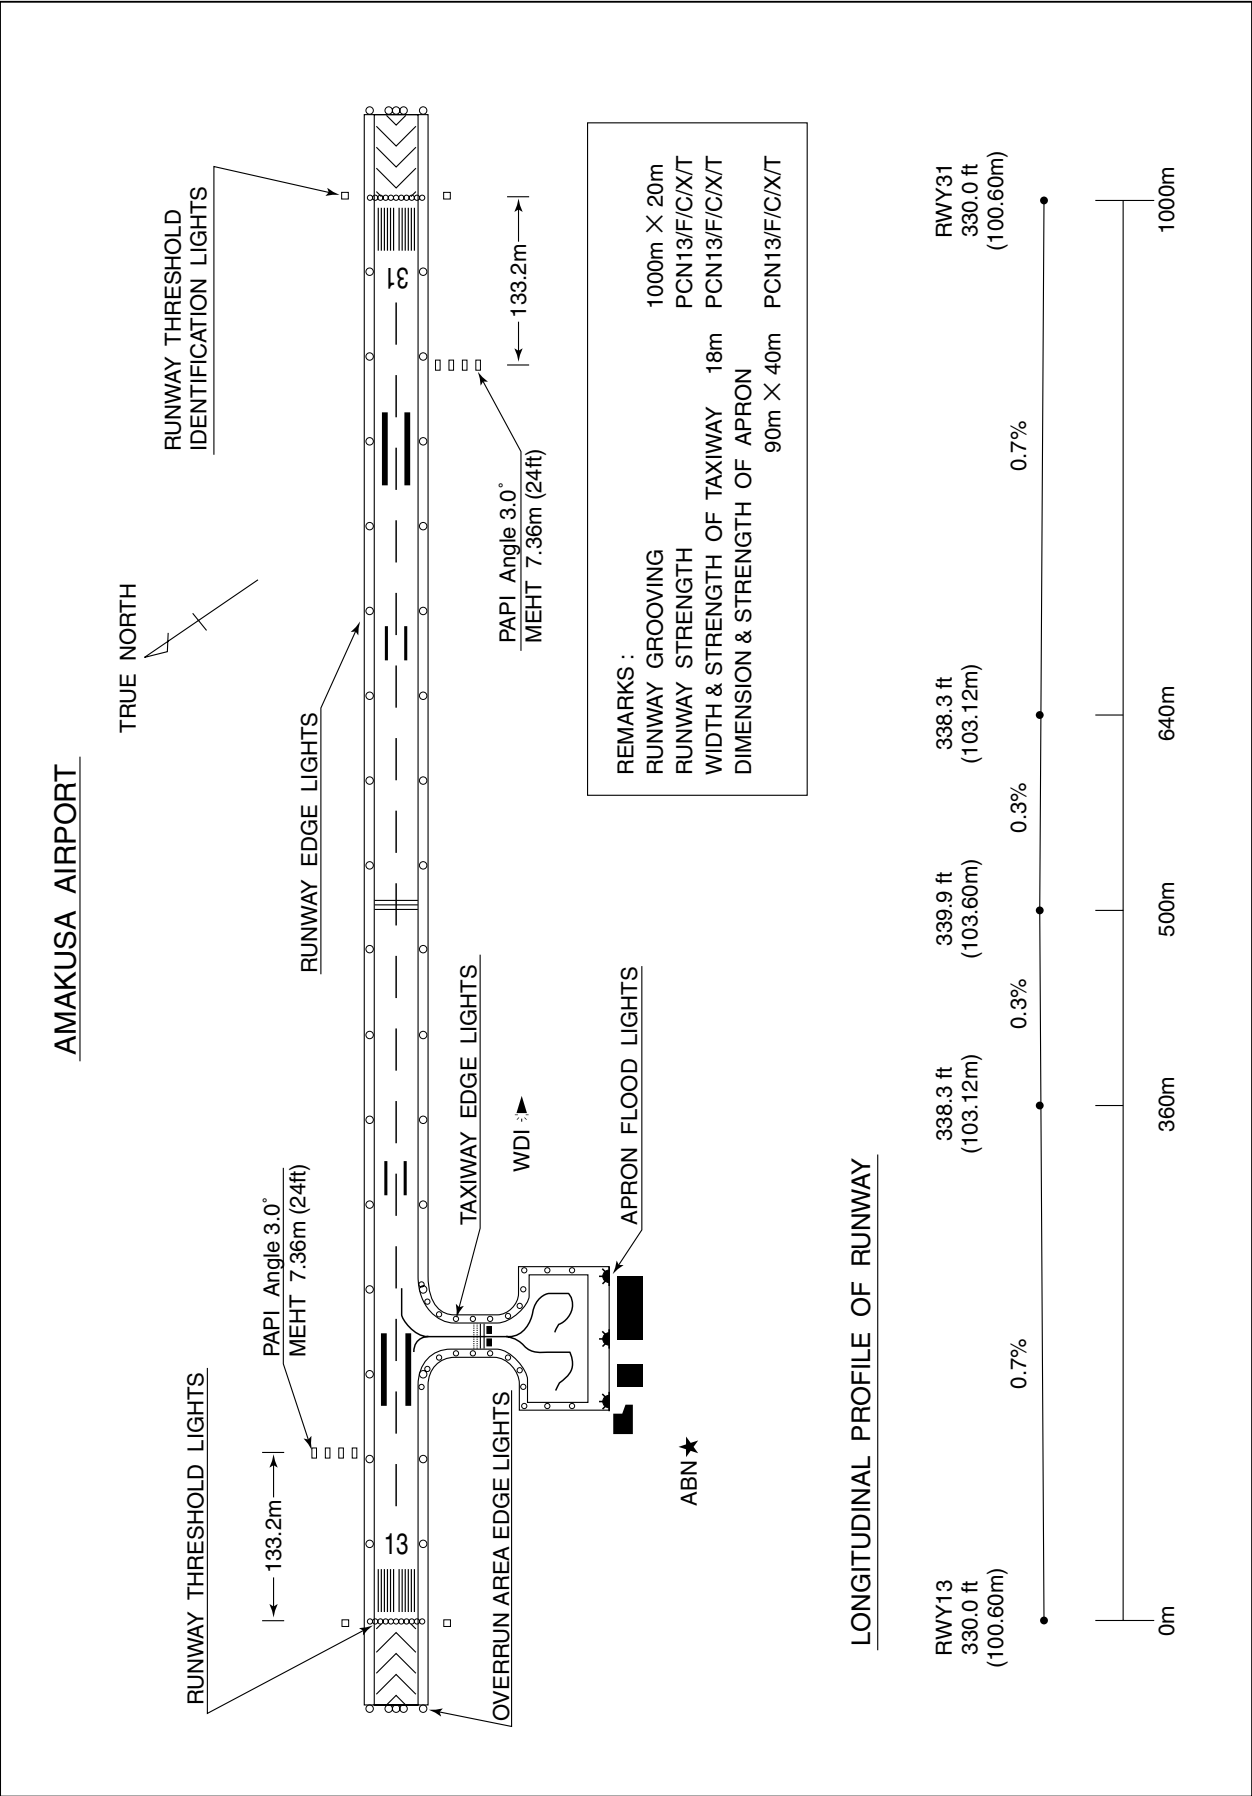 AMAKUSA AIRPORT
TRUE NORTH
RUNWAY THRESHOLD
IDENTIFICATION LIGHTS
RUNWAY THRESHOLD LIGHTS
133.2m
PAPI Angle 3.0°
MEHT 7.36m (24ft)
RUNWAY EDGE LIGHTS
13
31
133.2m
PAPI Angle 3.0°
MEHT 7.36m (24ft)
OVERRUN AREA EDGE LIGHTS
TAXIWAY EDGE LIGHTS
WDI
APRON FLOOD LIGHTS
ABN
REMARKS :
RUNWAY GROOVING 1000m × 20m
RUNWAY STRENGTH PCN13/F/C/X/T
WIDTH & STRENGTH OF TAXIWAY 18m PCN13/F/C/X/T
DIMENSION & STRENGTH OF APRON
90m × 40m PCN13/F/C/X/T
LONGITUDINAL PROFILE OF RUNWAY
RWY13
330.0 ft
(100.60m)
338.3 ft
(103.12m)
339.9 ft
(103.60m)
338.3 ft
(103.12m)
RWY31
330.0 ft
(100.60m)
0.7%
0.3%
0.3%
0.7%
0m
360m
500m
640m
1000m